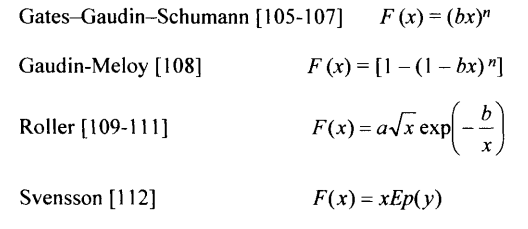 Gates–Gaudin–Schumann [105-107] F (x) = (bx)ⁿ
Gaudin-Meloy [108] F (x) = [1 – (1 – bx) ⁿ]
Roller [109-111] F(x) = a√x exp(–b/x)
Svensson [112] F(x) = xEp(y)